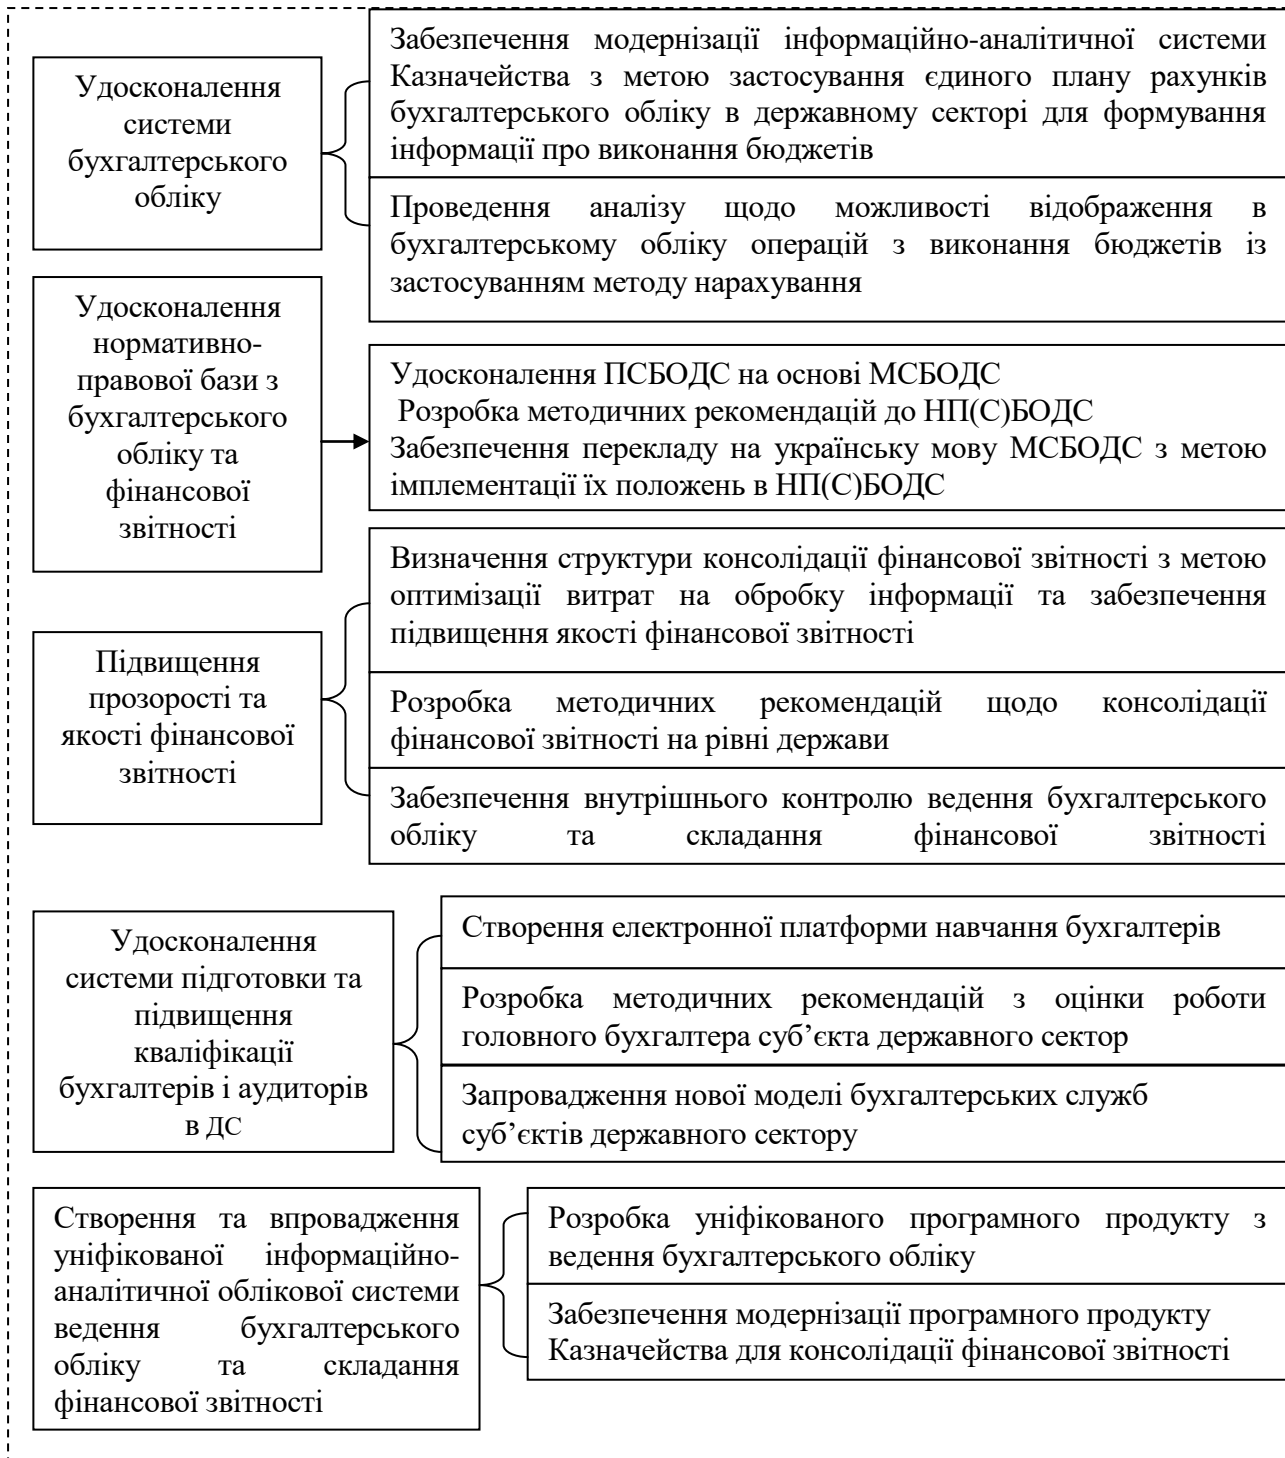 Удосконалення
системи
бухгалтерського
обліку
Забезпечення модернізації інформаційно-аналітичної системи
Казначейства з метою застосування єдиного плану рахунків
бухгалтерського обліку в державному секторі для формування
інформації про виконання бюджетів
Проведення аналізу щодо можливості відображення в
бухгалтерському обліку операцій з виконання бюджетів із
застосуванням методу нарахування
Удосконалення
нормативно-
правової бази з
бухгалтерського
обліку та
фінансової
звітності
Удосконалення ПСБОДС на основі МСБОДС
Розробка методичних рекомендацій до НП(С)БОДС
Забезпечення перекладу на українську мову МСБОДС з метою
імплементації їх положень в НП(С)БОДС
Підвищення
прозорості та
якості фінансової
звітності
Визначення структури консолідації фінансової звітності з метою
оптимізації витрат на обробку інформації та забезпечення
підвищення якості фінансової звітності
Розробка методичних рекомендацій щодо консолідації
фінансової звітності на рівні держави
Забезпечення внутрішнього контролю ведення бухгалтерського
обліку та складання фінансової звітності
Удосконалення
системи підготовки та
підвищення
кваліфікації
бухгалтерів і аудиторів
в ДС
Створення електронної платформи навчання бухгалтерів
Розробка методичних рекомендацій з оцінки роботи
головного бухгалтера суб’єкта державного сектор
Запровадження нової моделі бухгалтерських служб
суб’єктів державного сектору
Створення та впровадження
уніфікованої інформаційно-
аналітичної облікової системи
ведення бухгалтерського
обліку та складання
фінансової звітності
Розробка уніфікованого програмного продукту з
ведення бухгалтерського обліку
Забезпечення модернізації програмного продукту
Казначейства для консолідації фінансової звітності